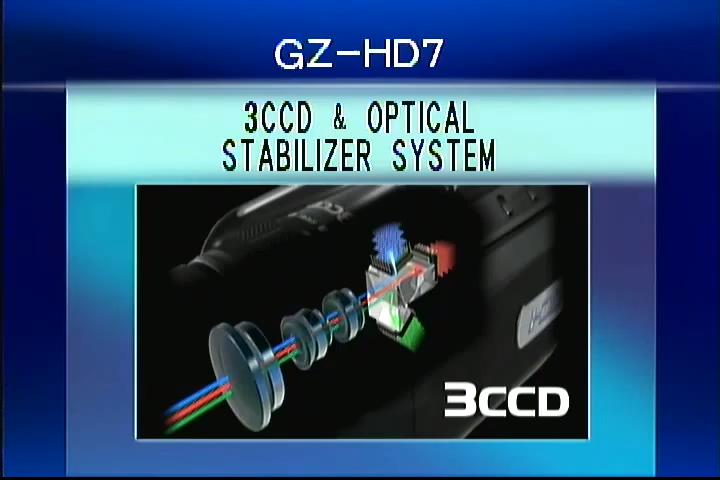 GZ-HD7
3CCD & OPTICAL
STABILIZER SYSTEM
3CCD